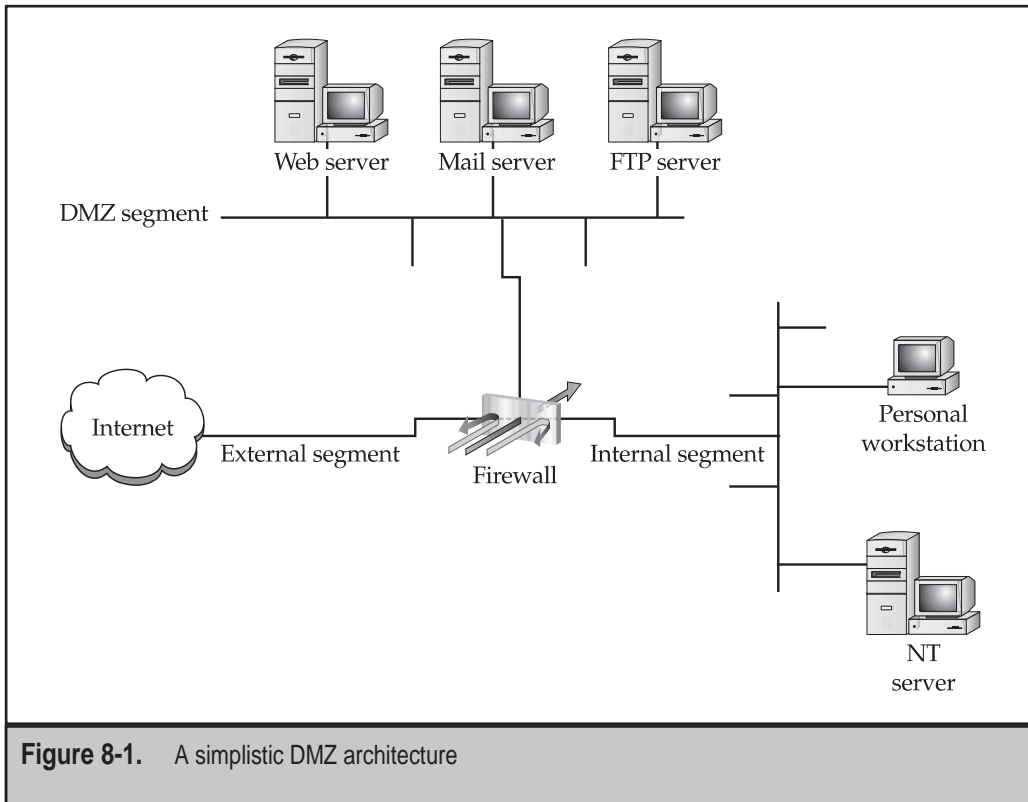 Web server
Mail server
FTP server
DMZ segment
Internet
External segment
Firewall
Internal segment
Personal
workstation
NT
server
Figure 8-1. A simplistic DMZ architecture